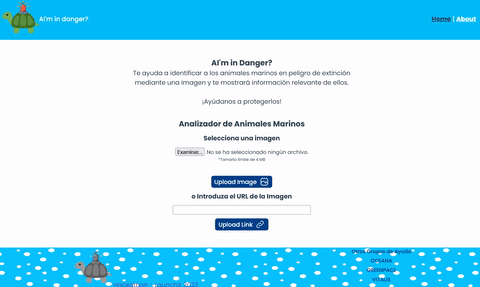 AI'm in danger?
Home | About
AI'm in Danger?
Te ayuda a identificar a los animales marinos en peligro de extinción
mediante una imagen y te mostrará información relevante de ellos.
¡Ayúdanos a protegerlos!
Analizador de Animales Marinos
Selecciona una imagen
Examinar... No se ha seleccionado ningún archivo.
*Tamaño límite de 4 MB
Upload Image
o Introduzca el URL de la Imagen
Upload Link
Otros Grupos de Ayuda
OCEANA
GREENPEACE